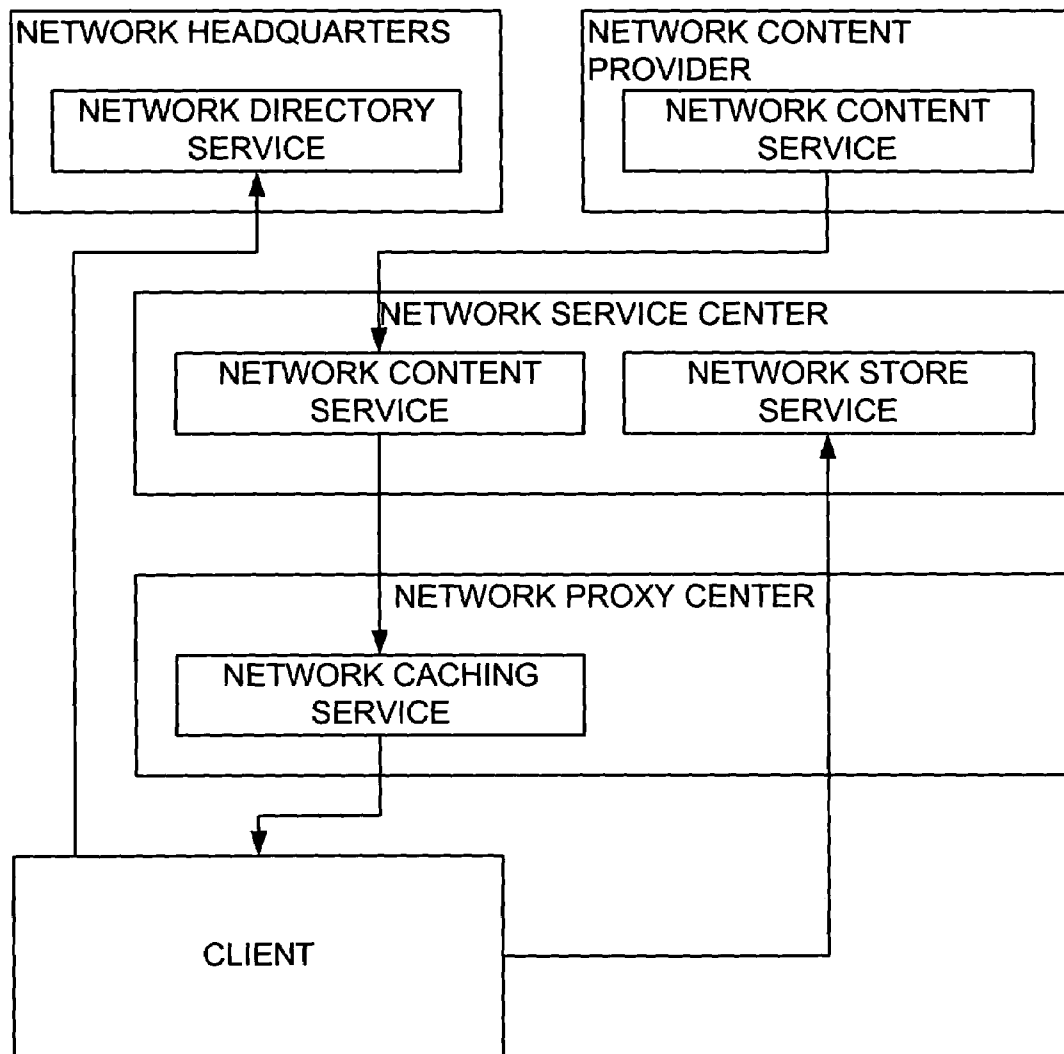 NETWORK HEADQUARTERS
NETWORK DIRECTORY
SERVICE
NETWORK CONTENT
PROVIDER
NETWORK CONTENT
SERVICE
NETWORK SERVICE CENTER
NETWORK CONTENT
SERVICE
NETWORK STORE
SERVICE
NETWORK PROXY CENTER
NETWORK CACHING
SERVICE
CLIENT